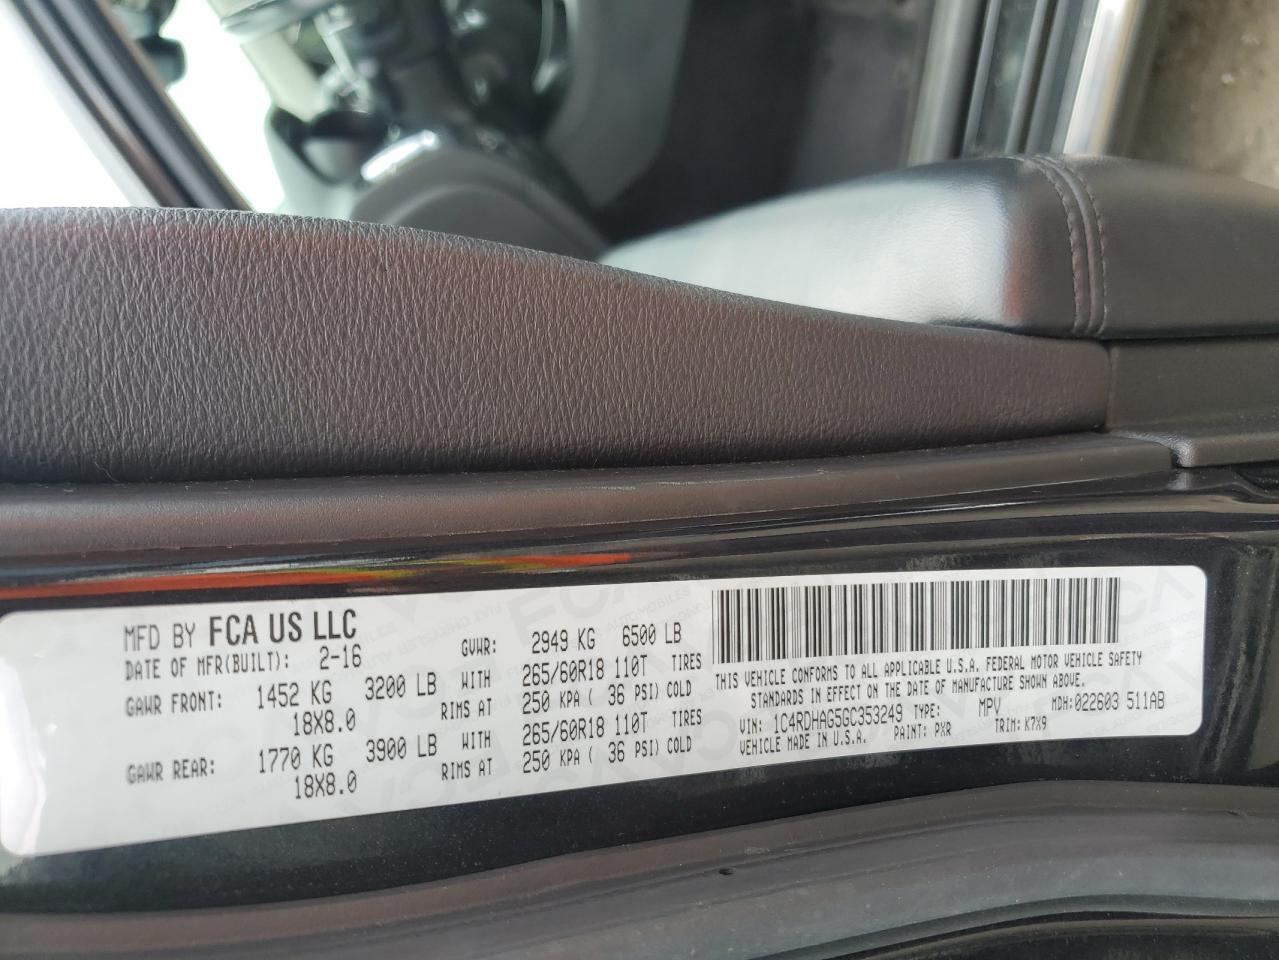 MFD BY FCA US LLC
DATE OF MFR(BUILT): 2-16 GVWR: 2949 KG 6500 LB
GAWR FRONT: 1452 KG 3200 LB WITH 265/60R18 110T TIRES
18X8.0 RIMS AT 250 KPA ( 36 PSI) COLD
GAWR REAR: 1770 KG 3900 LB WITH 265/60R18 110T TIRES
18X8.0 RIMS AT 250 KPA ( 36 PSI) COLD
THIS VEHICLE CONFORMS TO ALL APPLICABLE U.S.A. FEDERAL MOTOR VEHICLE SAFETY
STANDARDS IN EFFECT ON THE DATE OF MANUFACTURE SHOWN ABOVE.
VIN: 1C4RDHAG5GC353249 TYPE: MPV MDH:022603 511AB
VEHICLE MADE IN U.S.A. PAINT: PXR TRIM: K7X9